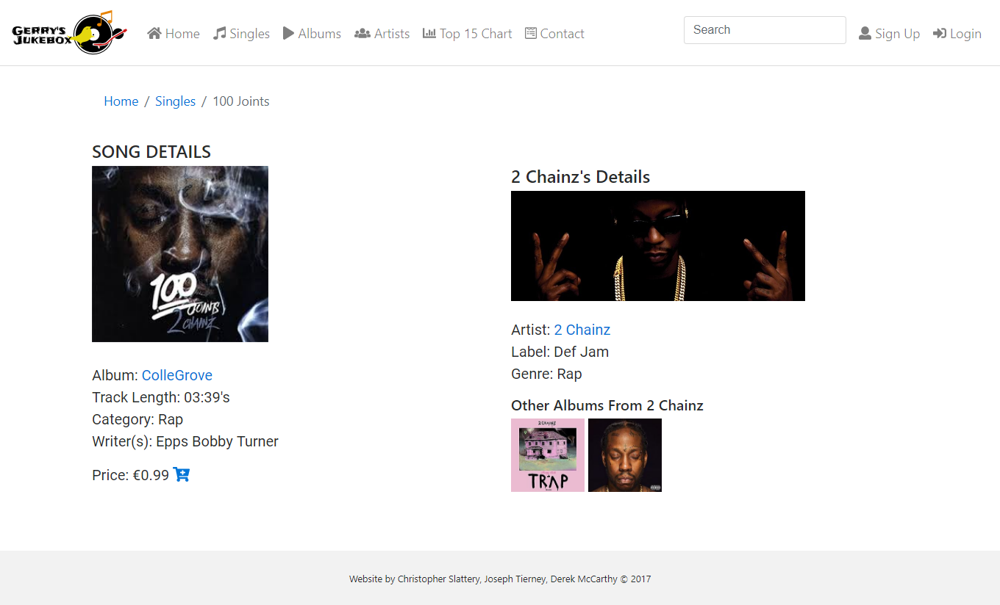 GERRY'S
JUKEBOX
Home Singles Albums Artists Top 15 Chart Contact Search Sign Up Login
Home / Singles / 100 Joints
SONG DETAILS
100
JOINTS
2 CHAINZ
Album: ColleGrove
Track Length: 03:39's
Category: Rap
Writer(s): Epps Bobby Turner
Price: €0.99
2 Chainz's Details
Artist: 2 Chainz
Label: Def Jam
Genre: Rap
Other Albums From 2 Chainz
2 CHAINZ
TRAP
Website by Christopher Slattery, Joseph Tierney, Derek McCarthy © 2017